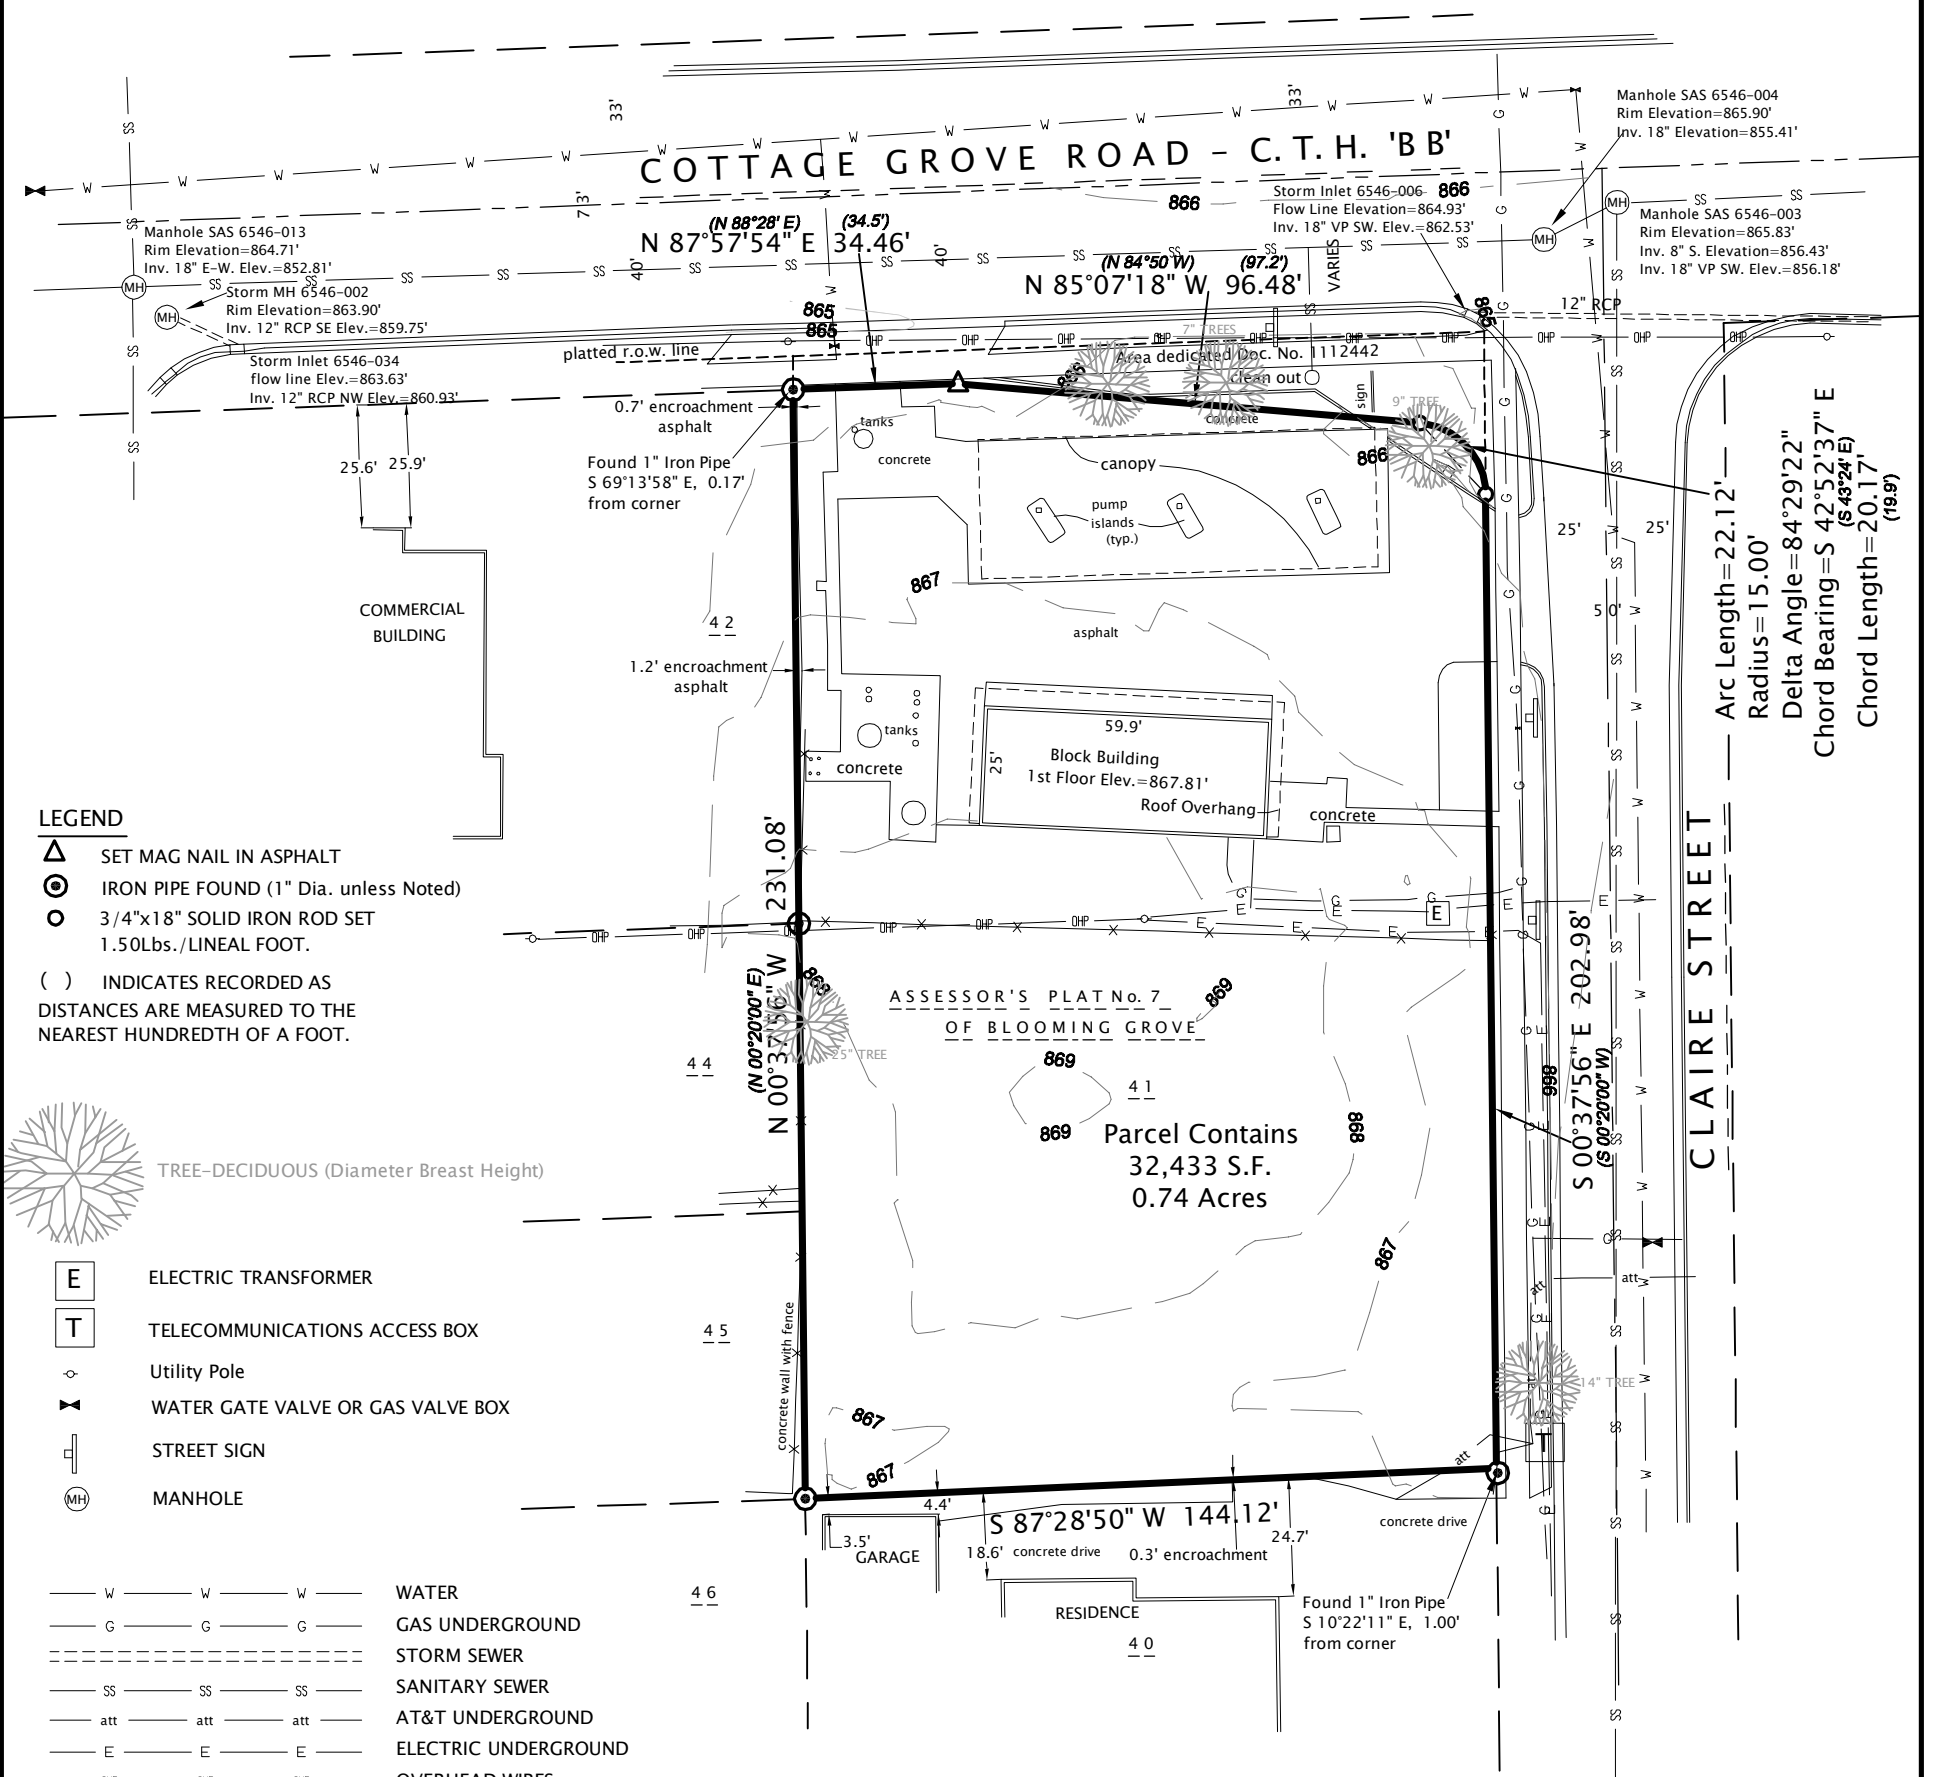 33'
33'
Manhole SAS 6546-004
Rim Elevation=865.90'
Inv. 18" Elevation=855.41'
COTTAGE GROVE ROAD - C.T.H. 'BB'
73'
866
Storm Inlet 6546-006
Flow Line Elevation=864.93'
Inv. 18" VP SW. Elev.=862.53'
866
Manhole SAS 6546-003
Rim Elevation=865.83'
Inv. 8" S. Elevation=856.43'
Inv. 18" VP SW. Elev.=856.18'
Manhole SAS 6546-013
Rim Elevation=864.71'
Inv. 18" E-W. Elev.=852.81'
(N 88°28' E) (34.5')
N 87°57'54" E 34.46'
40'
40'
VARIES
(N 84°50 W) (97.2')
N 85°07'18" W 96.48'
MH
MH
MH
MH
Storm MH 6546-002
Rim Elevation=863.90'
Inv. 12" RCP SE Elev.=859.75'
Storm Inlet 6546-034
flow line Elev.=863.63'
Inv. 12" RCP NW Elev.=860.93'
865
865
865
12" RCP
platted r.o.w. line
7" TREES
Area dedicated Doc. No. 1112442
clean out
sign
9" TREE
866
866
0.7' encroachment
asphalt
tanks
concrete
concrete
canopy
Found 1" Iron Pipe
S 69°13'58" E, 0.17'
from corner
25.6' 25.9'
pump
islands
(typ.)
25' 25'
50'
Arc Length=22.12'
Radius=15.00'
Delta Angle=84°29'22"
Chord Bearing=S 42°52'37" E
(S 43°24' E)
Chord Length=20.17'
(19.9')
COMMERCIAL
BUILDING
42
867
asphalt
1.2' encroachment
asphalt
tanks
concrete
59.9'
25'
Block Building
1st Floor Elev.=867.81'
Roof Overhang
concrete
N 00°37'56" W 231.08'
(N 00°20'00" E)
E
S 00°37'56" E 202.98'
(S 00°20'00" W)
CLAIRE STREET
868
25" TREE
ASSESSOR'S PLAT No. 7
OF BLOOMING GROVE
869
869
869
41
44
Parcel Contains
32,433 S.F.
0.74 Acres
868
866
867
45
concrete wall with fence
att
att
att
14" TREE
T
867
867
4.4'
S 87°28'50" W 144.12'
3.5'
GARAGE
18.6'
concrete drive
0.3' encroachment
24.7'
concrete drive
46
RESIDENCE
40
Found 1" Iron Pipe
S 10°22'11" E, 1.00'
from corner
LEGEND
SET MAG NAIL IN ASPHALT
IRON PIPE FOUND (1" Dia. unless Noted)
3/4"x18" SOLID IRON ROD SET
1.50Lbs./LINEAL FOOT.
( ) INDICATES RECORDED AS
DISTANCES ARE MEASURED TO THE
NEAREST HUNDREDTH OF A FOOT.
TREE-DECIDUOUS (Diameter Breast Height)
E ELECTRIC TRANSFORMER
T TELECOMMUNICATIONS ACCESS BOX
Utility Pole
WATER GATE VALVE OR GAS VALVE BOX
STREET SIGN
MH MANHOLE
W W W WATER
G G G GAS UNDERGROUND
STORM SEWER
SS SS SS SANITARY SEWER
att att att AT&T UNDERGROUND
E E E ELECTRIC UNDERGROUND